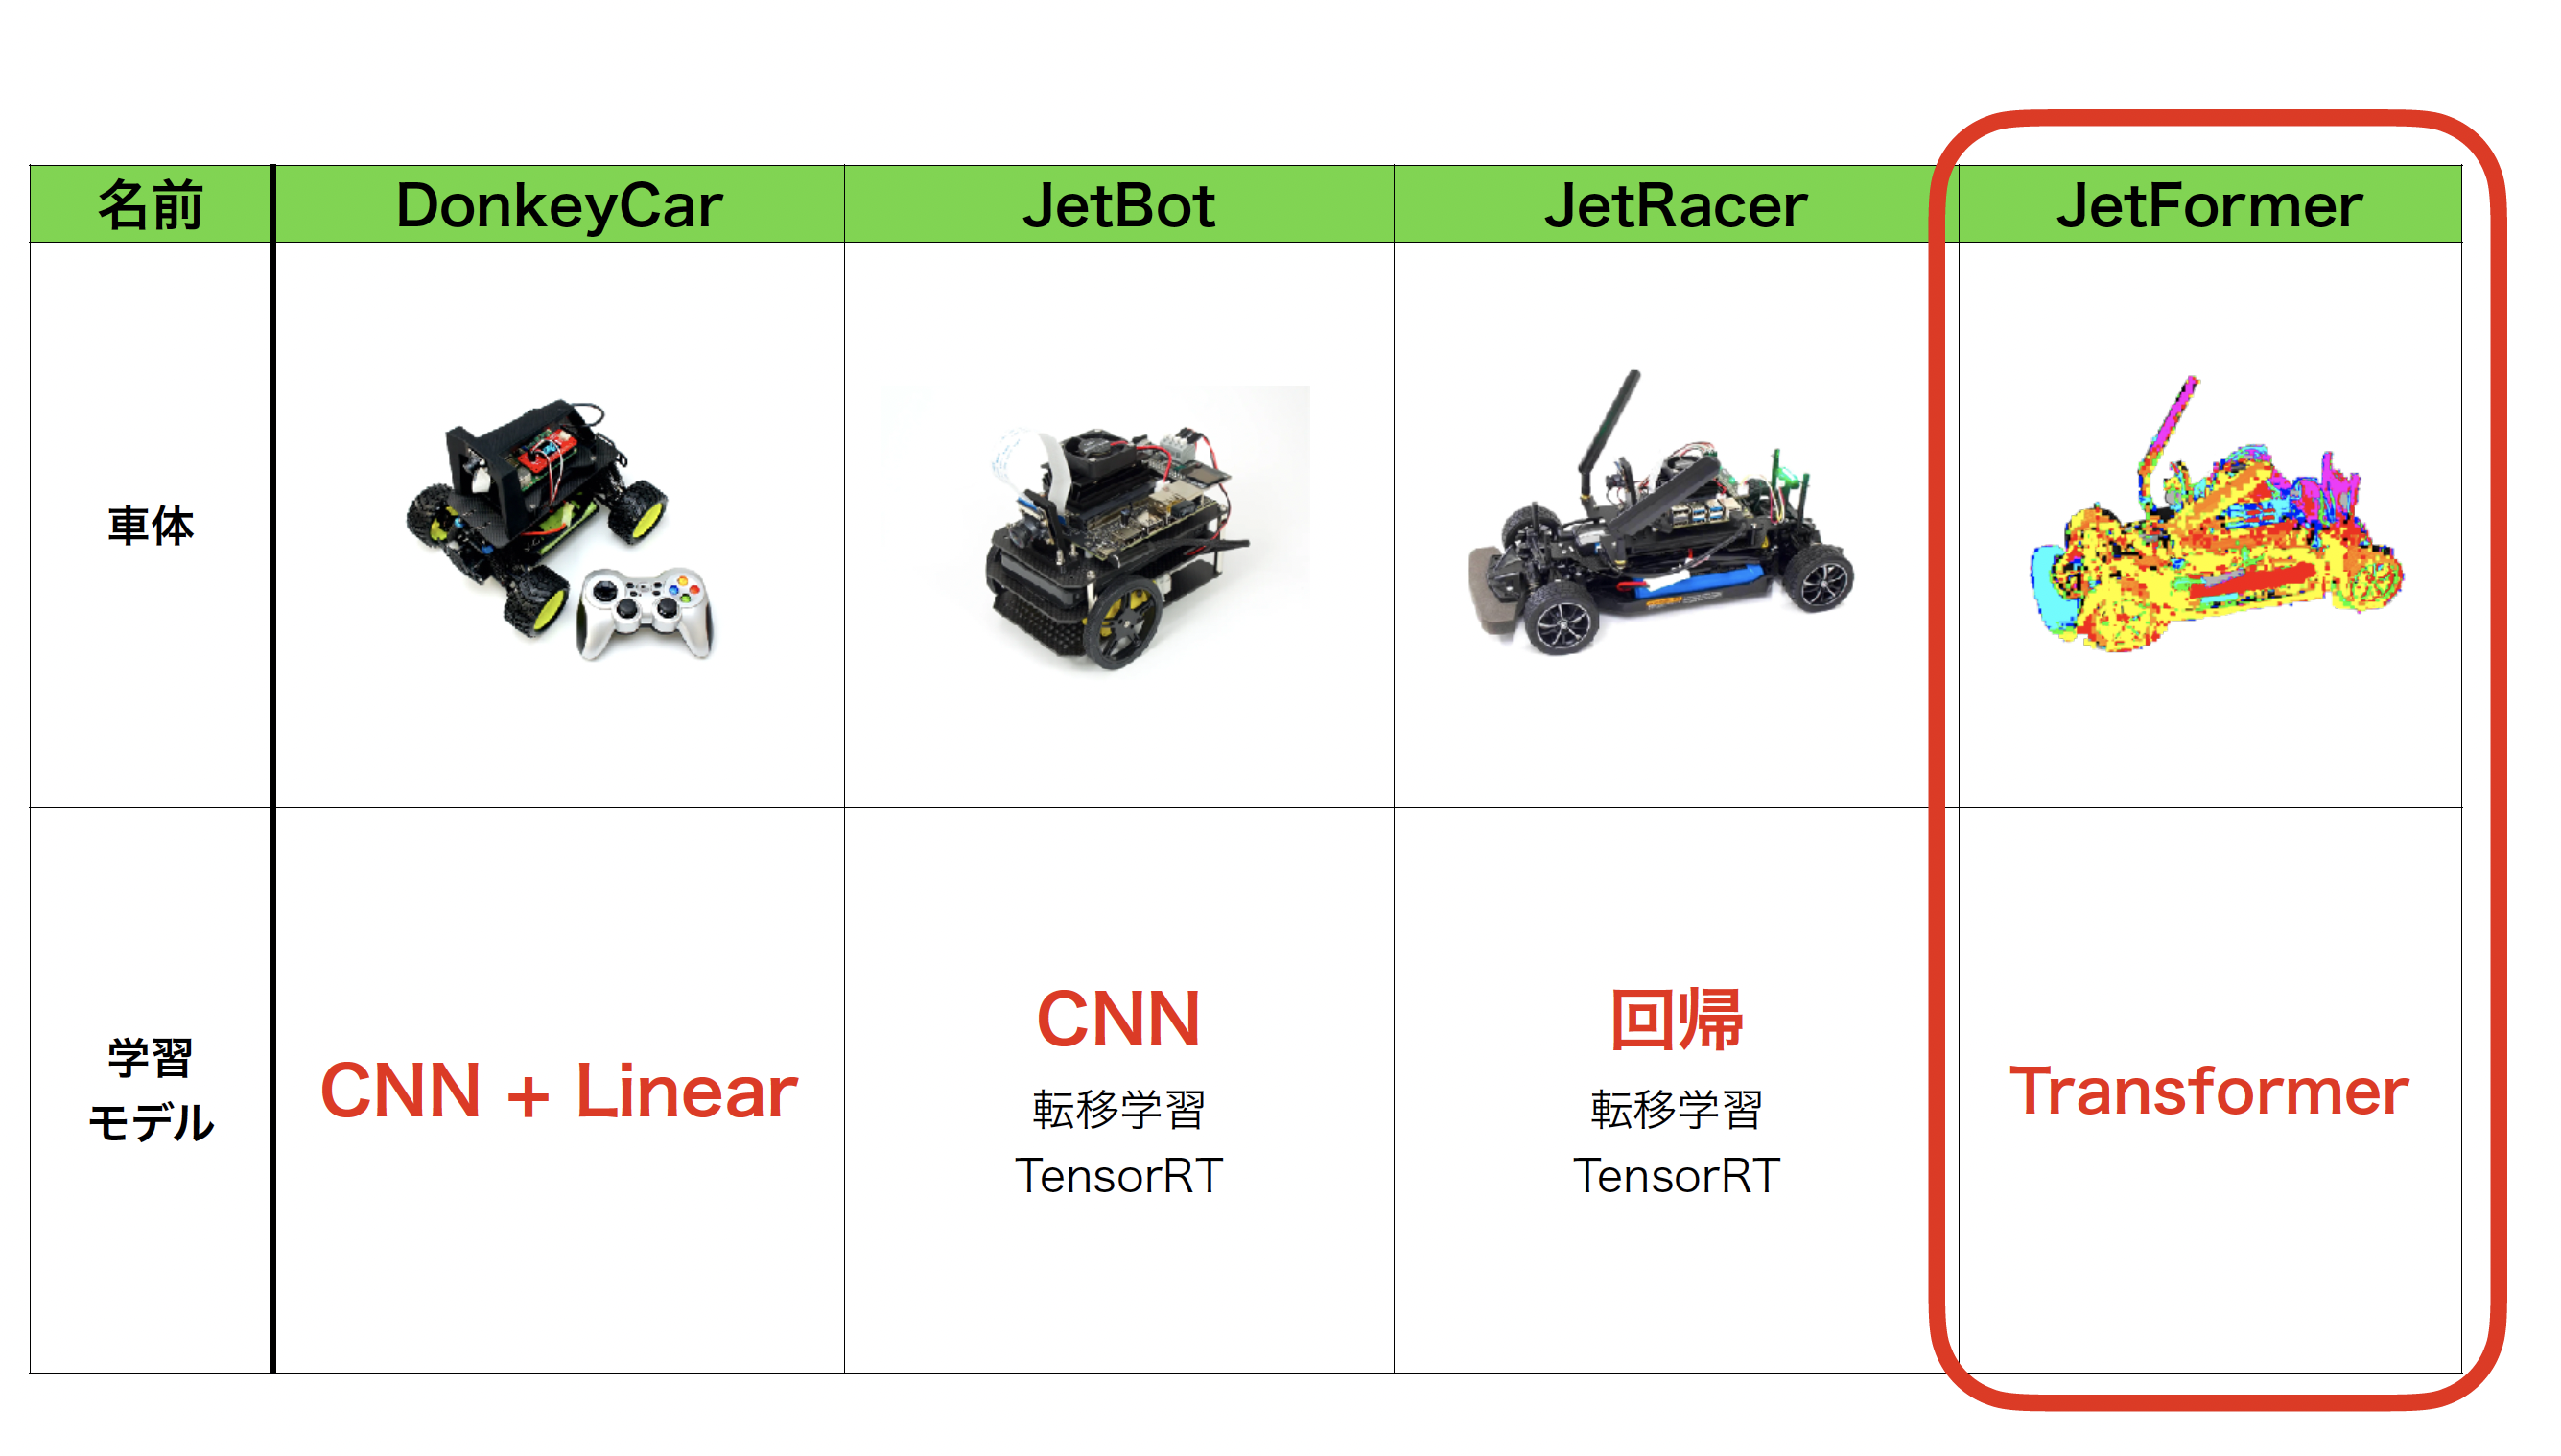 名前
DonkeyCar
JetBot
JetRacer
JetFormer
車体
学習
モデル
CNN + Linear
CNN
転移学習
TensorRT
回帰
転移学習
TensorRT
Transformer